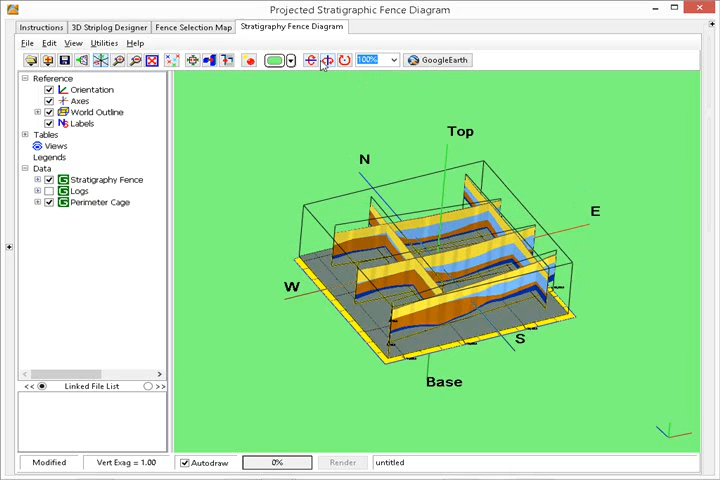 Projected Stratigraphic Fence Diagram
Instructions 3D Striplog Designer Fence Selection Map Stratigraphy Fence Diagram
File Edit View Utilities Help
100% GoogleEarth
Reference
Orientation
Axes
World Outline
Labels
Tables
Views
Legends
Data
Stratigraphy Fence
Logs
Perimeter Cage
Top
N
E
W
S
Base
<< Linked File List >>
Modified Vert Exag = 1.00 Autodraw 0% Render untitled